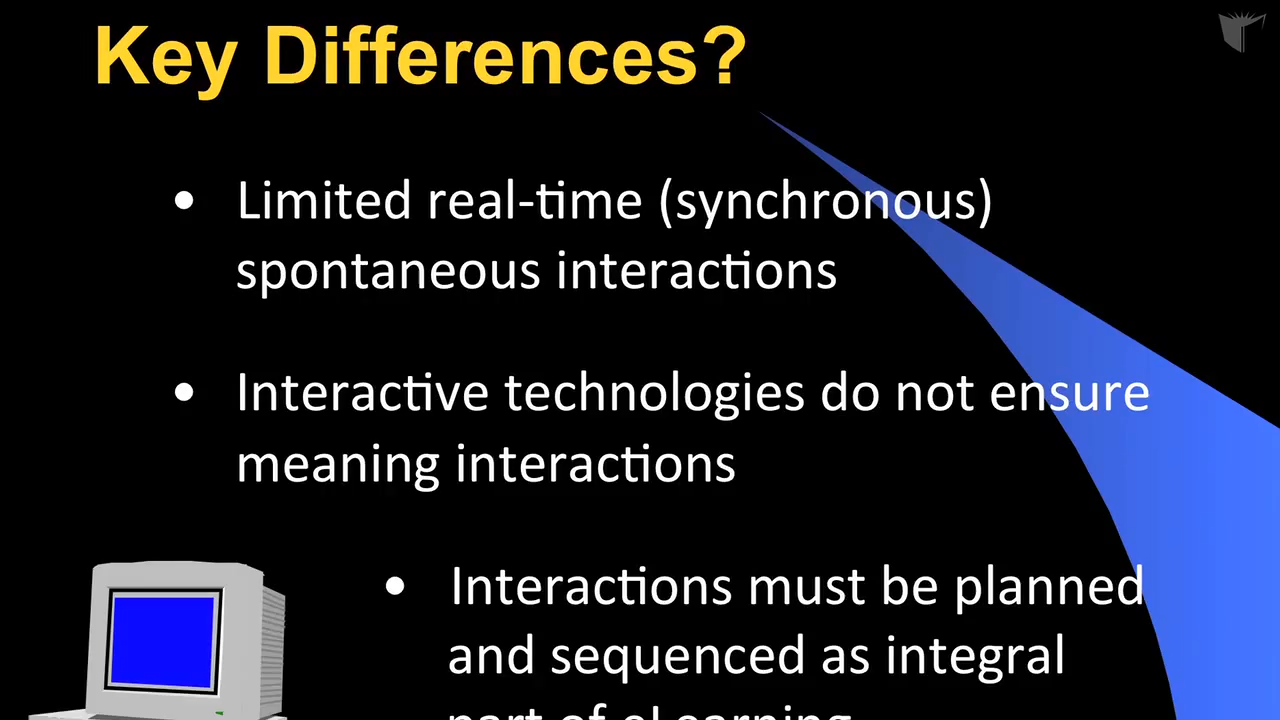 Key Differences?
• Limited real-time (synchronous)
spontaneous interactions
• Interactive technologies do not ensure
meaning interactions
• Interactions must be planned
and sequenced as integral
part of eLearning